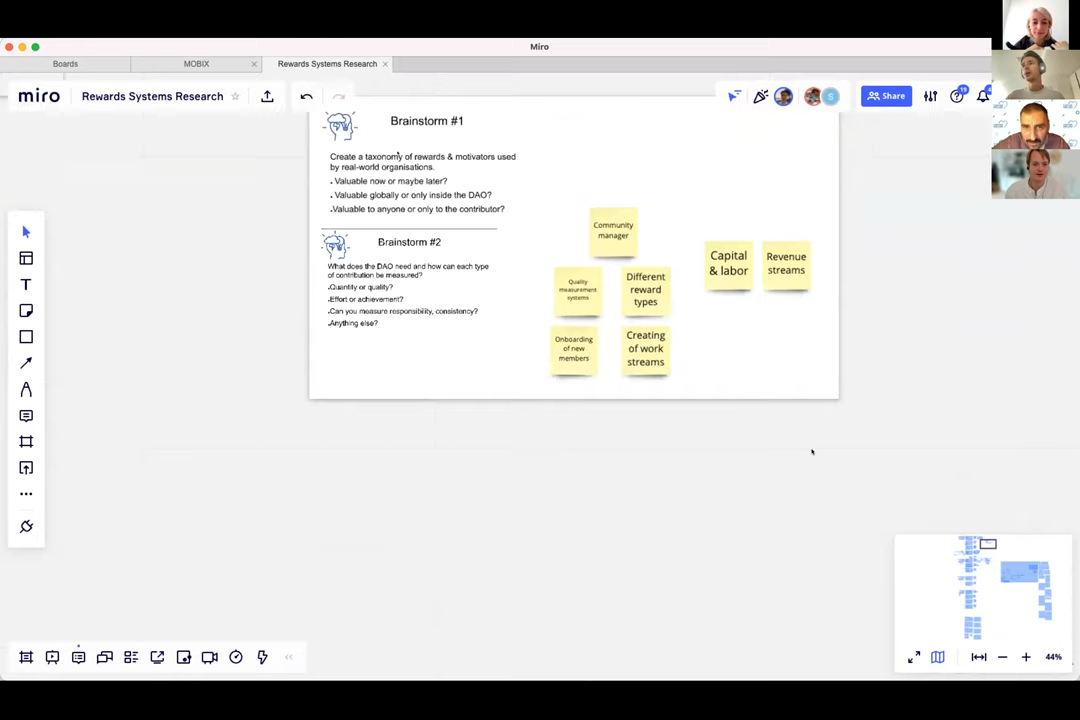 Miro
Boards
MOBIX
Rewards Systems Research
miro
Rewards Systems Research
S
Share
19
Brainstorm #1
Create a taxonomy of rewards & motivators used
by real-world organisations.
. Valuable now or maybe later?
. Valuable globally or only inside the DAO?
.Valuable to anyone or only to the contributor?
Brainstorm #2
What does the DAO need and how can each type
of contribution be measured?
.Quantity or quality?
.Effort or achievement?
.Can you measure responsibility, consistency?
.Anything else?
Community
manager
Quality
measurement
systems
Different
reward
types
Onboarding
of new
members
Creating
of work
streams
Capital
& labor
Revenue
streams
44%